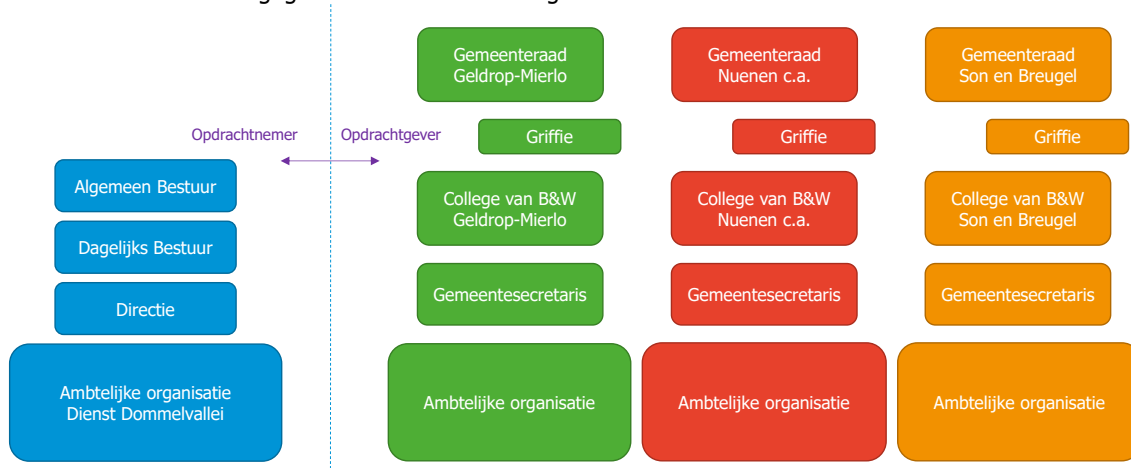 Gemeenteraad
Geldrop-Mierlo
Gemeenteraad
Nuenen c.a.
Gemeenteraad
Son en Breugel
Opdrachtnemer
Opdrachtgever
Griffie
Griffie
Griffie
Algemeen Bestuur
College van B&W
Geldrop-Mierlo
College van B&W
Nuenen c.a.
College van B&W
Son en Breugel
Dagelijks Bestuur
Directie
Gemeentesecretaris
Gemeentesecretaris
Gemeentesecretaris
Ambtelijke organisatie
Dienst Dommelvallei
Ambtelijke organisatie
Ambtelijke organisatie
Ambtelijke organisatie